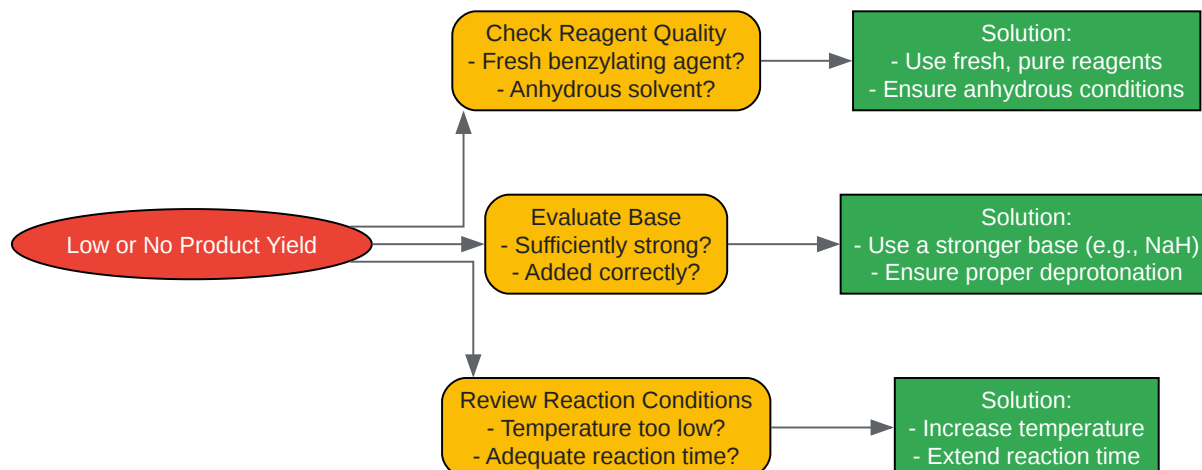 Check Reagent Quality
- Fresh benzylating agent?
- Anhydrous solvent?
Solution:
- Use fresh, pure reagents
- Ensure anhydrous conditions
Low or No Product Yield
Evaluate Base
- Sufficiently strong?
- Added correctly?
Solution:
- Use a stronger base (e.g., NaH)
- Ensure proper deprotonation
Review Reaction Conditions
- Temperature too low?
- Adequate reaction time?
Solution:
- Increase temperature
- Extend reaction time